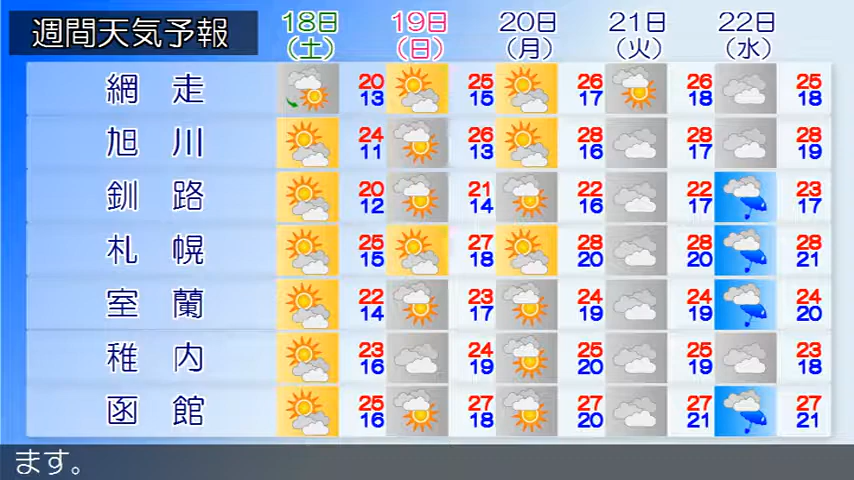 週間天気予報 18日 19日 20日 21日 22日
(土) (日) (月) (火) (水)
網走 20 25 26 26 25
13 15 17 18 18
旭川 24 26 28 28 28
11 13 16 17 19
釧路 20 21 22 22 23
12 14 16 17 17
札幌 25 27 28 28 28
15 18 20 20 21
室蘭 22 23 24 24 24
14 17 19 19 20
稚内 23 24 25 25 23
16 19 20 19 18
函館 25 27 27 27 27
16 18 20 21 21
ます。